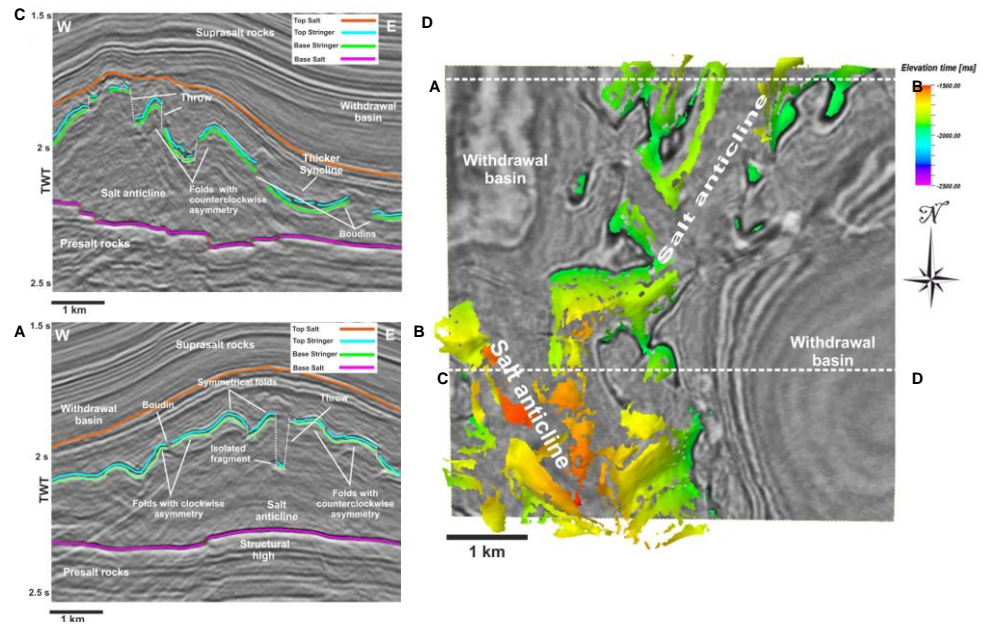 C
1.5 s
W
E
Suprasalt rocks
Top Salt
Top Stringer
Base Stringer
Base Salt
Throw
Withdrawal
basin
2 s
TWT
Thicker
Syncline
Salt anticline
Folds with
counterclockwise
asymmetry
Boudins
Presalt rocks
2.5 s
1 km
D
A
1.5 s
W
E
Suprasalt rocks
Top Salt
Top Stringer
Base Stringer
Base Salt
B
Symmetrical folds
Withdrawal
basin
Boudin
Throw
Isolated
fragment
2 s
TWT
Folds with clockwise
asymmetry
Folds with
counterclockwise
asymmetry
Salt
anticline
Structural
high
Presalt rocks
2.5 s
1 km
A
B
Withdrawal
basin
Salt anticline
Withdrawal
basin
C
D
Salt anticline
1 km
Elevation time [ms]
-1500.00
-2000.00
-2500.00
N